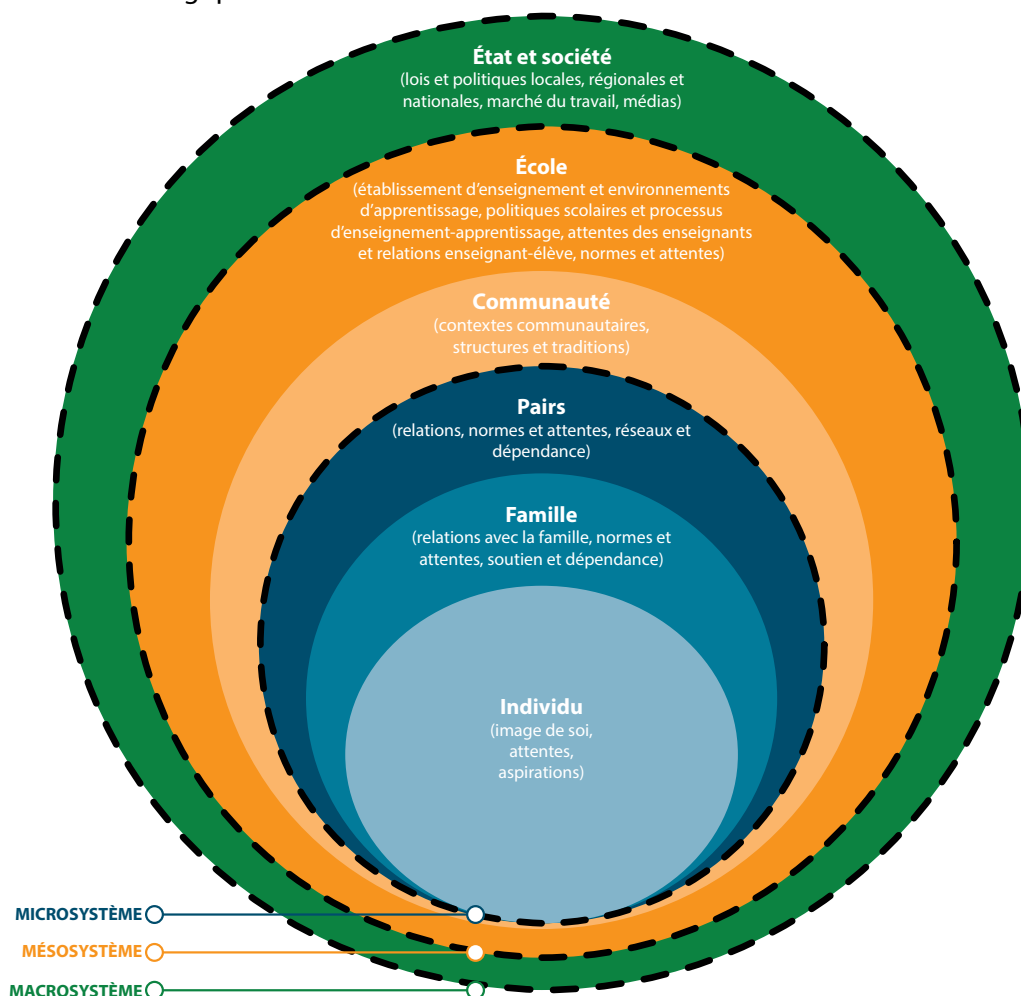 État et société
(lois et politiques locales, régionales et
nationales, marché du travail, médias)
École
(établissement d’enseignement et environnements
d’apprentissage, politiques scolaires et processus
d’enseignement-apprentissage, attentes des enseignants
et relations enseignant-élève, normes et attentes)
Communauté
(contextes communautaires,
structures et traditions)
Pairs
(relations, normes et attentes, réseaux et
dépendance)
Famille
(relations avec la famille, normes et
attentes, soutien et dépendance)
Individu
(image de soi,
attentes,
aspirations)
MICROSYSTÈME
MÉSOSYSTÈME
MACROSYSTÈME